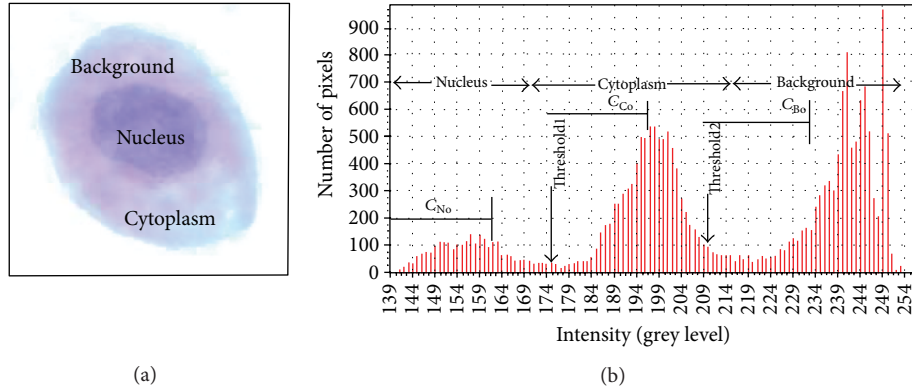 Background
Nucleus
Cytoplasm
(a)
Number of pixels
900
800
700
600
500
400
300
200
100
0
Nucleus
Cytoplasm
Background
C_Co
C_Bo
C_No
Threshold1
Threshold2
139 144 149 154 159 164 169 174 179 184 189 194 199 204 209 214 219 224 229 234 239 244 249 254
Intensity (grey level)
(b)